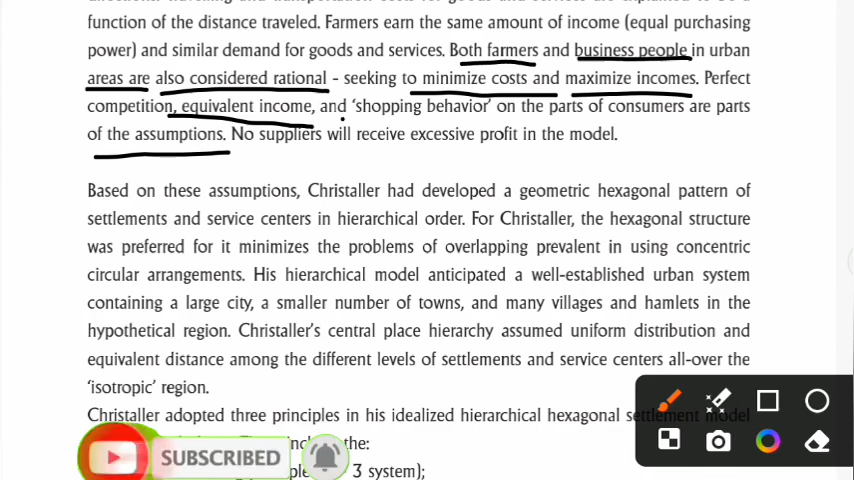 function of the distance traveled. Farmers earn the same amount of income (equal purchasing
power) and similar demand for goods and services. Both farmers and business people in urban
areas are also considered rational - seeking to minimize costs and maximize incomes. Perfect
competition, equivalent income, and ‘shopping behavior’ on the parts of consumers are parts
of the assumptions. No suppliers will receive excessive profit in the model.
Based on these assumptions, Christaller had developed a geometric hexagonal pattern of
settlements and service centers in hierarchical order. For Christaller, the hexagonal structure
was preferred for it minimizes the problems of overlapping prevalent in using concentric
circular arrangements. His hierarchical model anticipated a well-established urban system
containing a large city, a smaller number of towns, and many villages and hamlets in the
hypothetical region. Christaller’s central place hierarchy assumed uniform distribution and
equivalent distance among the different levels of settlements and service centers all-over the
‘isotropic’ region.
Christaller adopted three principles in his idealized hierarchical hexagonal settlement model
the:
3 system);
SUBSCRIBED